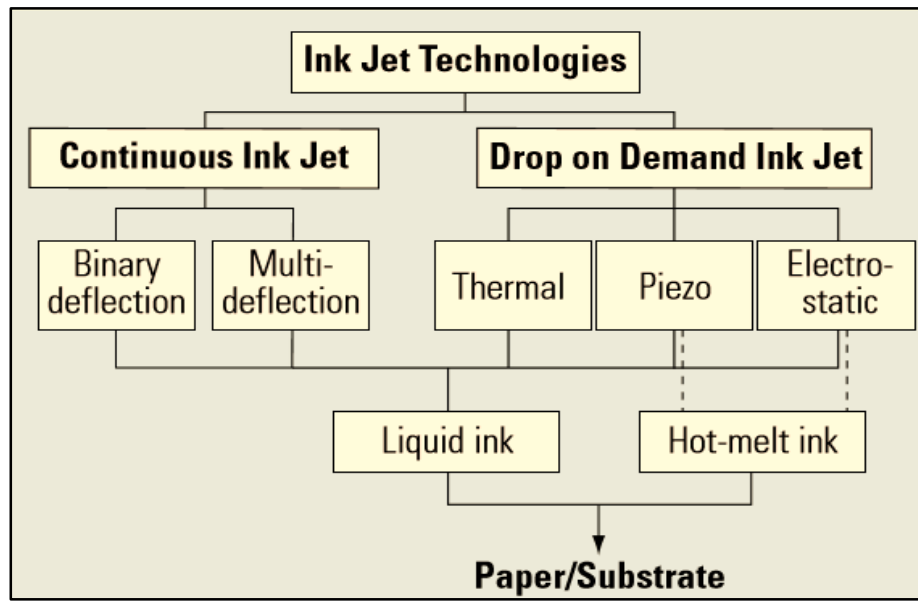 Ink Jet Technologies
Continuous Ink Jet
Drop on Demand Ink Jet
Binary
deflection
Multi-
deflection
Thermal
Piezo
Electro-
static
Liquid ink
Hot-melt ink
Paper/Substrate